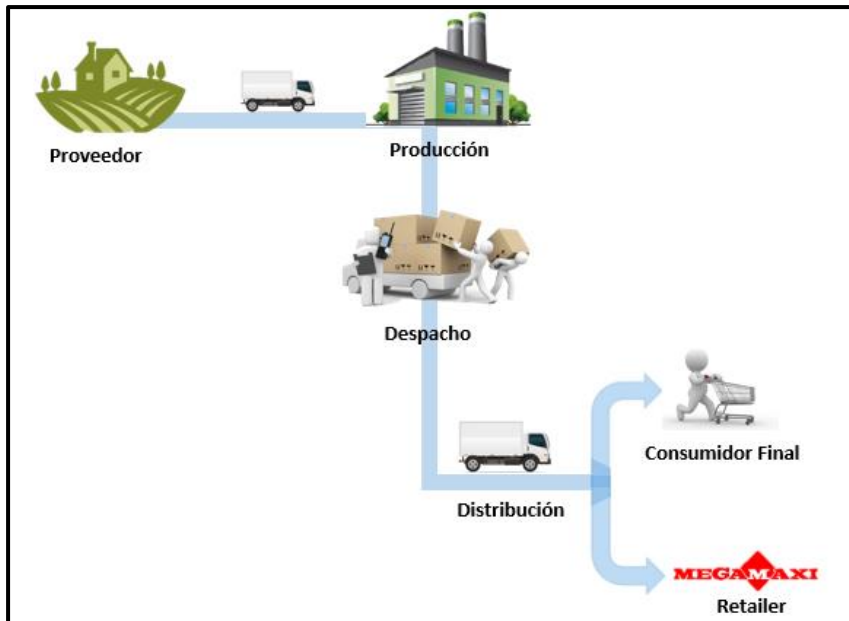 Proveedor
Producción
Despacho
Consumidor Final
Distribución
MEGAMAXI
Retailer